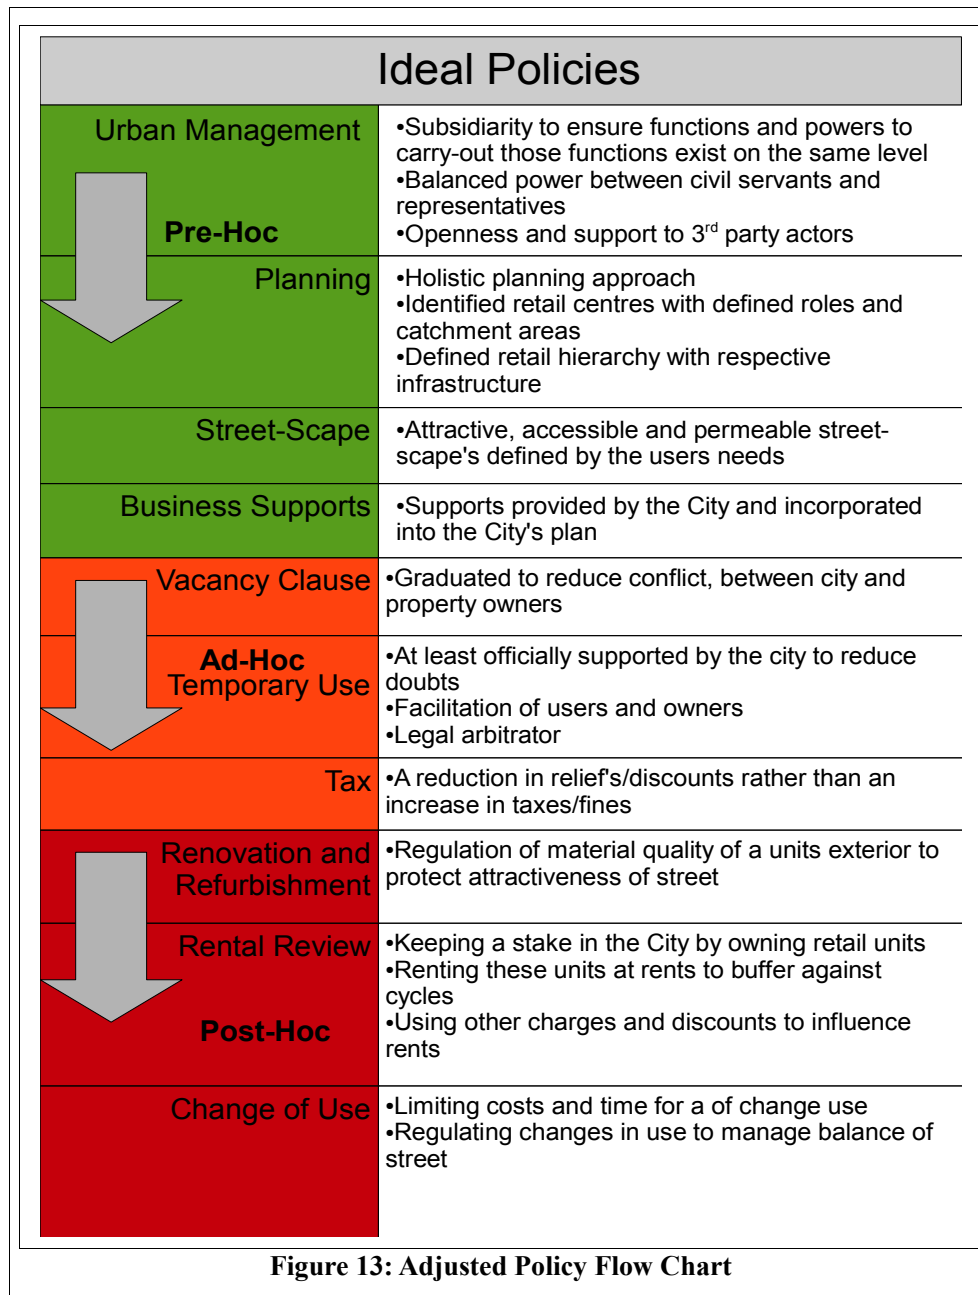 Ideal Policies
Urban Management
Pre-Hoc
•Subsidiarity to ensure functions and powers to
carry-out those functions exist on the same level
•Balanced power between civil servants and
representatives
•Openness and support to 3rd party actors
Planning
•Holistic planning approach
•Identified retail centres with defined roles and
catchment areas
•Defined retail hierarchy with respective
infrastructure
Street-Scape
•Attractive, accessible and permeable street-
scape's defined by the users needs
Business Supports
•Supports provided by the City and incorporated
into the City's plan
Vacancy Clause
•Graduated to reduce conflict, between city and
property owners
Ad-Hoc
Temporary Use
•At least officially supported by the city to reduce
doubts
•Facilitation of users and owners
•Legal arbitrator
Tax
•A reduction in relief's/discounts rather than an
increase in taxes/fines
Renovation and
Refurbishment
•Regulation of material quality of a units exterior to
protect attractiveness of street
Rental Review
Post-Hoc
•Keeping a stake in the City by owning retail units
•Renting these units at rents to buffer against
cycles
•Using other charges and discounts to influence
rents
Change of Use
•Limiting costs and time for a of change use
•Regulating changes in use to manage balance of
street
Figure 13: Adjusted Policy Flow Chart